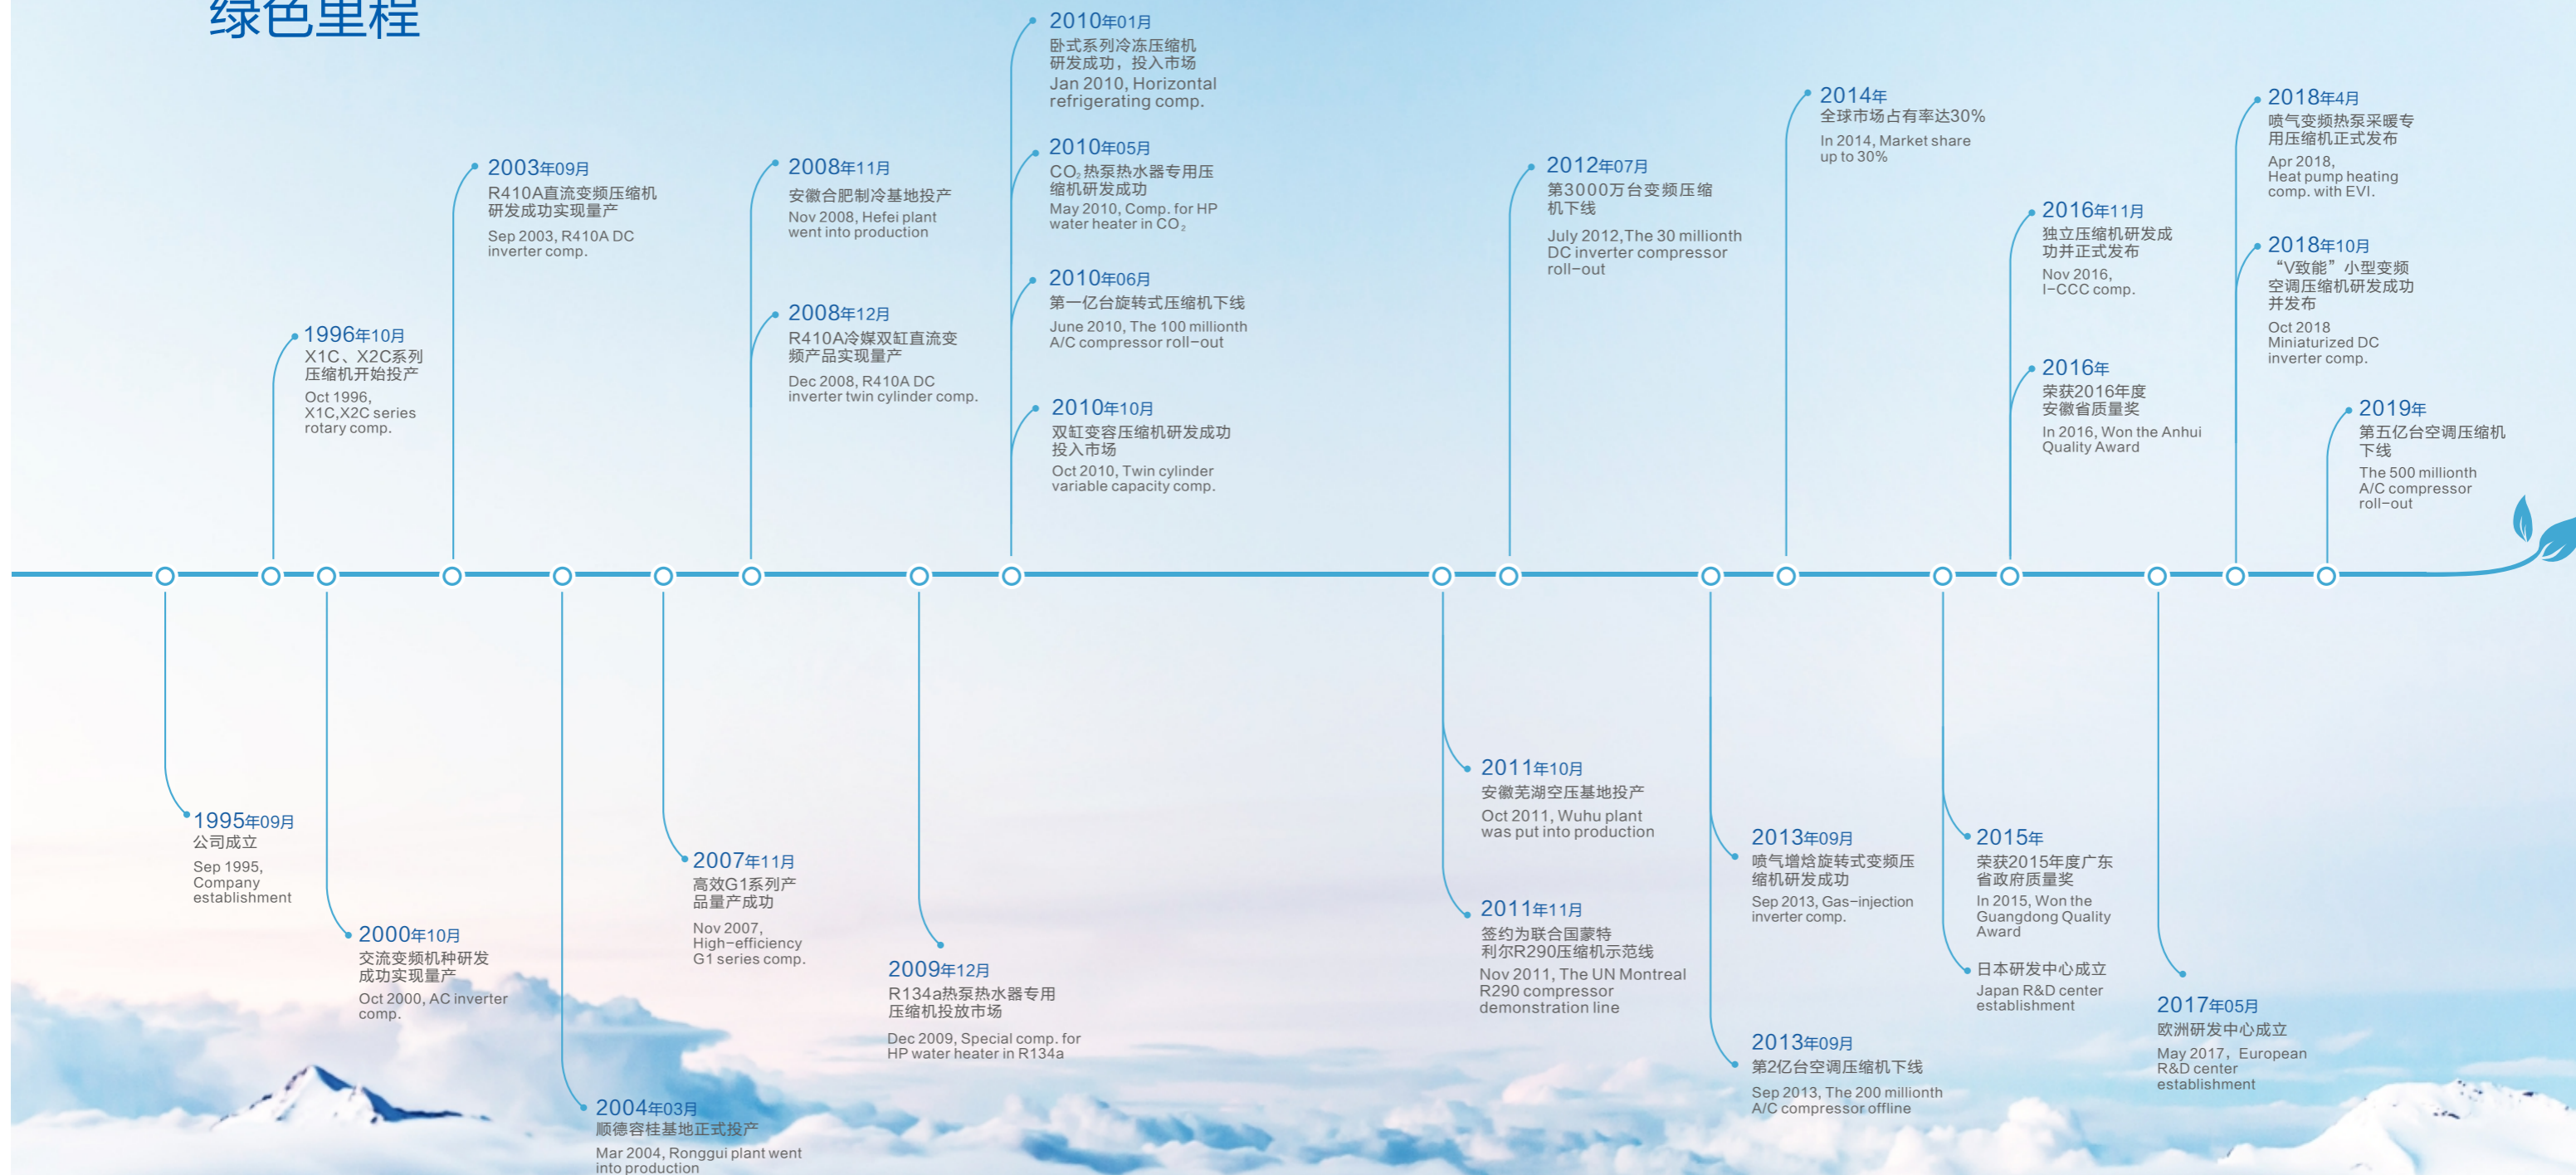 绿色里程
1995年09月
公司成立
Sep 1995,
Company
establishment
1996年10月
X1C、X2C系列
压缩机开始投产
Oct 1996,
X1C,X2C series
rotary comp.
2000年10月
交流变频机种研发
成功实现量产
Oct 2000, AC inverter
comp.
2003年09月
R410A直流变频压缩机
研发成功实现量产
Sep 2003, R410A DC
inverter comp.
2004年03月
顺德容桂基地正式投产
Mar 2004, Ronggui plant went
into production
2007年11月
高效G1系列产
品量产成功
Nov 2007,
High-efficiency
G1 series comp.
2008年11月
安徽合肥制冷基地投产
Nov 2008, Hefei plant
went into production
2008年12月
R410A冷媒双缸直流变
频产品实现量产
Dec 2008, R410A DC
inverter twin cylinder comp.
2009年12月
R134a热泵热水器专用
压缩机投放市场
Dec 2009, Special comp. for
HP water heater in R134a
2010年01月
卧式系列冷冻压缩机
研发成功，投入市场
Jan 2010, Horizontal
refrigerating comp.
2010年05月
CO₂热泵热水器专用压
缩机研发成功
May 2010, Comp. for HP
water heater in CO₂
2010年06月
第一亿台旋转式压缩机下线
June 2010, The 100 millionth
A/C compressor roll-out
2010年10月
双缸变容压缩机研发成功
投入市场
Oct 2010, Twin cylinder
variable capacity comp.
2011年10月
安徽芜湖空压基地投产
Oct 2011, Wuhu plant
was put into production
2011年11月
签约为联合国蒙特
利尔R290压缩机示范线
Nov 2011, The UN Montreal
R290 compressor
demonstration line
2012年07月
第3000万台变频压缩
机下线
July 2012,The 30 millionth
DC inverter compressor
roll-out
2013年09月
喷气增焓旋转式变频压
缩机研发成功
Sep 2013, Gas-injection
inverter comp.
2013年09月
第2亿台空调压缩机下线
Sep 2013, The 200 millionth
A/C compressor offline
2014年
全球市场占有率达30%
In 2014, Market share
up to 30%
2015年
荣获2015年度广东
省政府质量奖
In 2015, Won the
Guangdong Quality
Award
日本研发中心成立
Japan R&D center
establishment
2016年11月
独立压缩机研发成
功并正式发布
Nov 2016,
I-CCC comp.
2016年
荣获2016年度
安徽省质量奖
In 2016, Won the Anhui
Quality Award
2017年05月
欧洲研发中心成立
May 2017，European
R&D center
establishment
2018年4月
喷气变频热泵采暖专
用压缩机正式发布
Apr 2018,
Heat pump heating
comp. with EVI.
2018年10月
“V致能”小型变频
空调压缩机研发成功
并发布
Oct 2018
Miniaturized DC
inverter comp.
2019年
第五亿台空调压缩机
下线
The 500 millionth
A/C compressor
roll-out